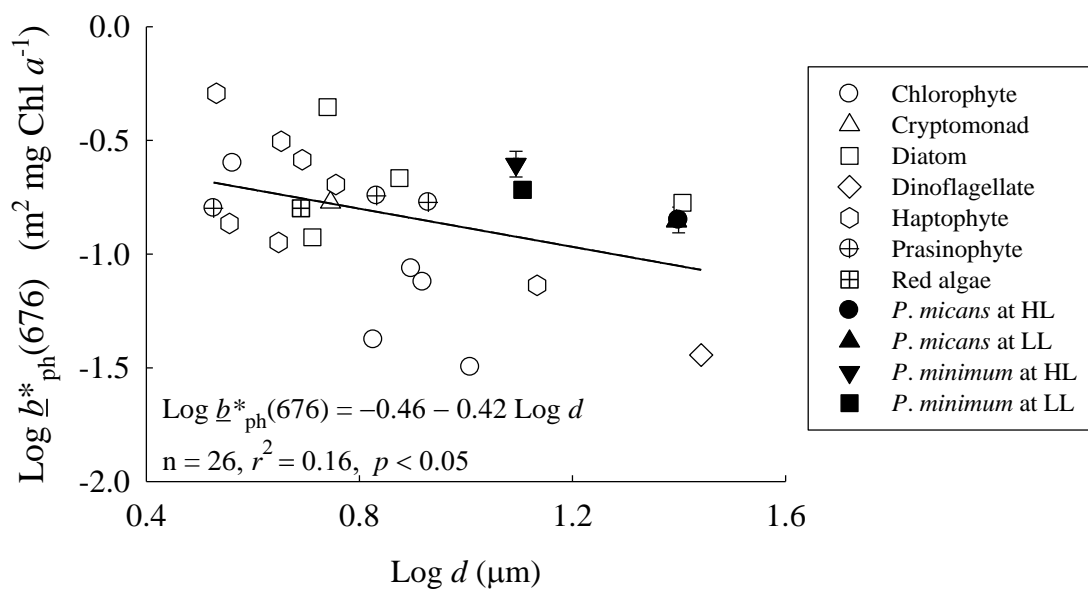 0.0
-0.5
-1.0
-1.5
-2.0
0.4
0.8
1.2
1.6
Log b*ph(676) (m2 mg Chl a-1)
Log d (μm)
Log b*ph(676) = −0.46 – 0.42 Log d
n = 26, r2 = 0.16, p < 0.05
Chlorophyte
Cryptomonad
Diatom
Dinoflagellate
Haptophyte
Prasinophyte
Red algae
P. micans at HL
P. micans at LL
P. minimum at HL
P. minimum at LL